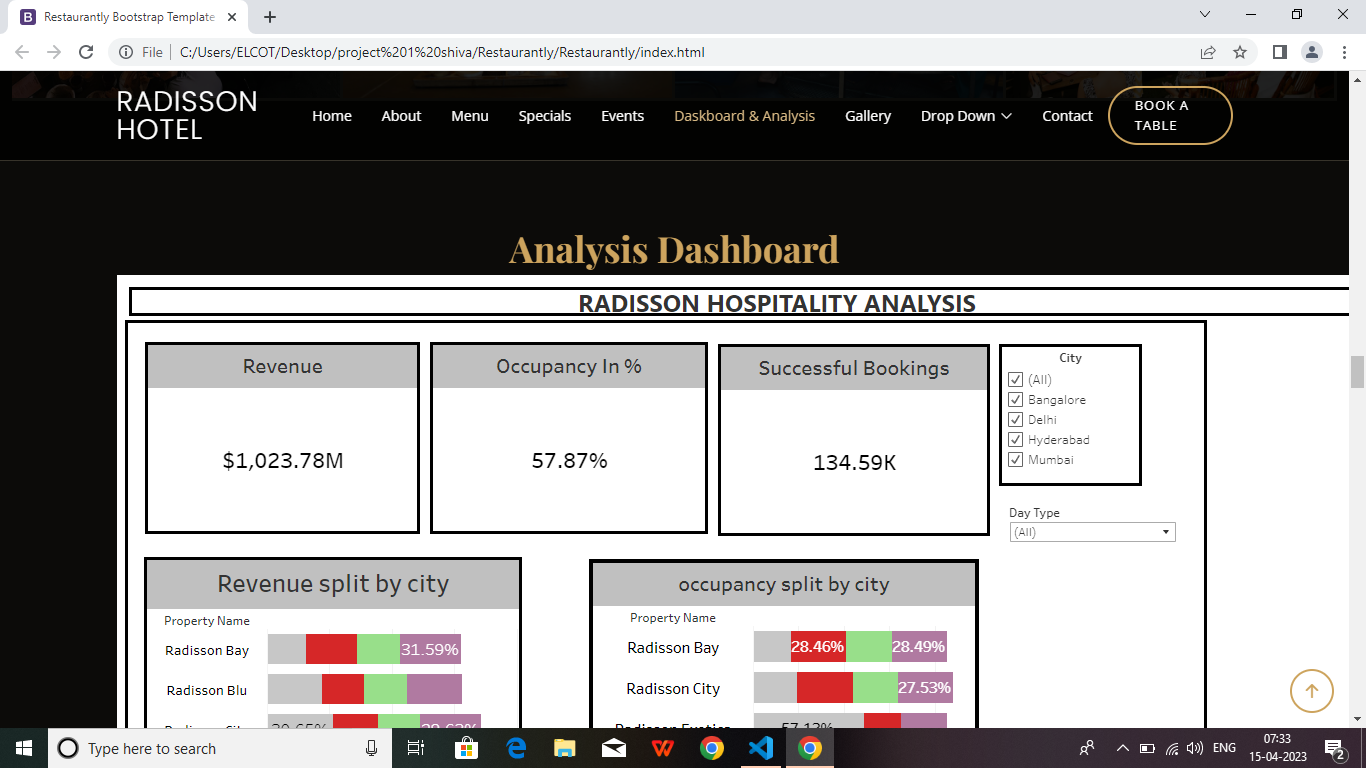 Restaurantly Bootstrap Template
File
C:/Users/ELCOT/Desktop/project%201%20shiva/Restaurantly/Restaurantly/index.html
RADISSON
HOTEL
Home
About
Menu
Specials
Events
Daskboard & Analysis
Gallery
Drop Down
Contact
BOOK A
TABLE
Analysis Dashboard
RADISSON HOSPITALITY ANALYSIS
Revenue
$1,023.78M
Occupancy In %
57.87%
Successful Bookings
134.59K
City
(All)
Bangalore
Delhi
Hyderabad
Mumbai
Day Type
(All)
Revenue split by city
Property Name
Radisson Bay
31.59%
Radisson Blu
occupancy split by city
Property Name
Radisson Bay
28.46%
28.49%
Radisson City
27.53%
Type here to search
ENG
07:33
15-04-2023
2